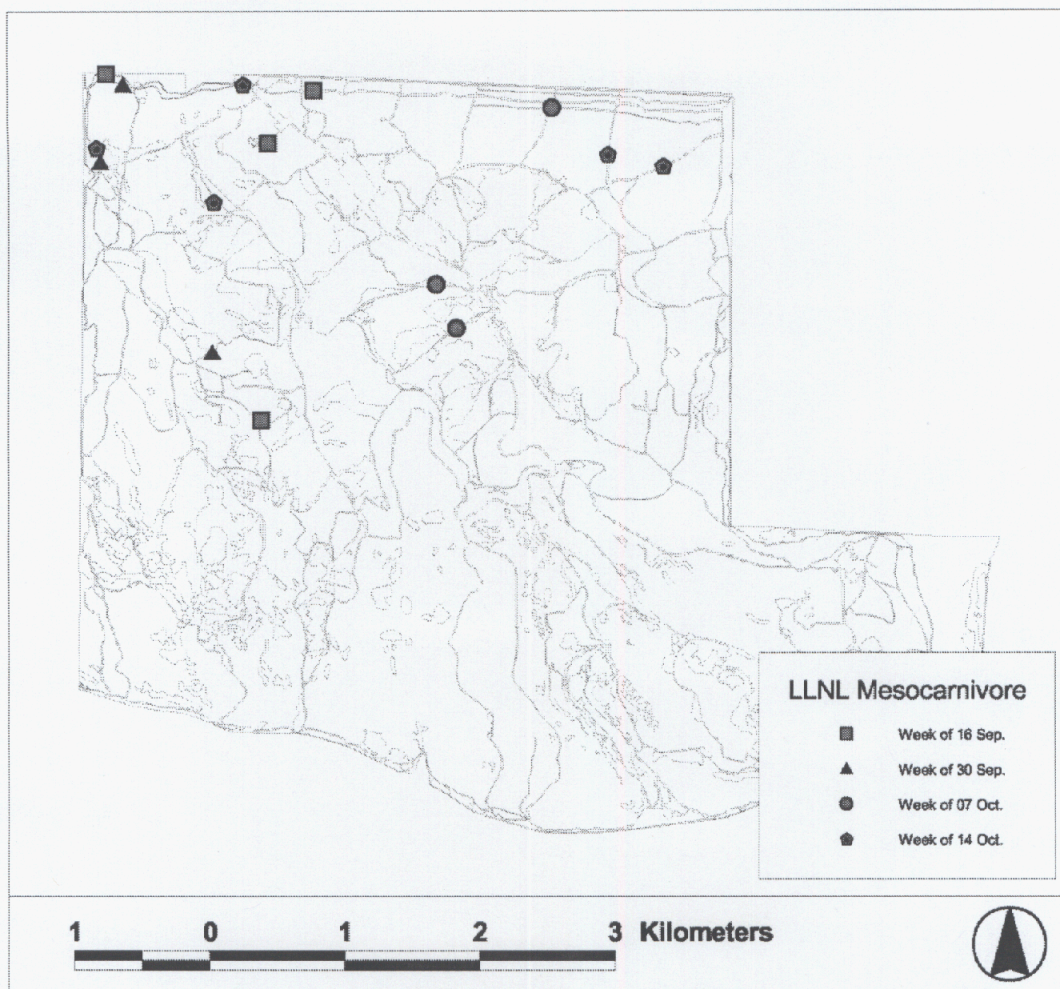 LLNL Mesocarnivore
Week of 16 Sep.
Week of 30 Sep.
Week of 07 Oct.
Week of 14 Oct.
1 0 1 2 3 Kilometers